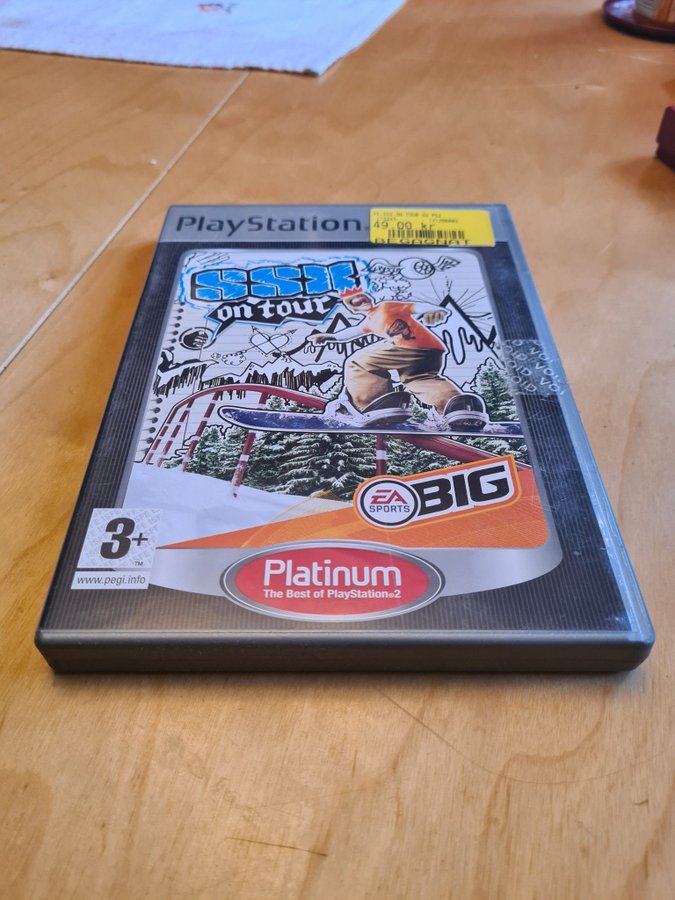 PlayStation
49,00 kr
BEGAGNAT
SSX
on tour
EA
SPORTS
BIG
3+
TM
www.pegi.info
Platinum
The Best of PlayStation®2